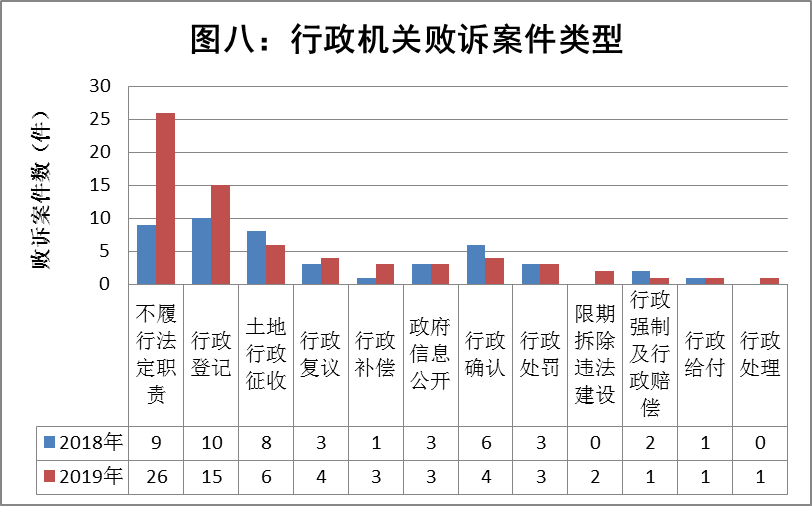 图八：行政机关败诉案件类型
败诉案件数（件）
30
25
20
15
10
5
0
不履行法定职责
行政登记
土地行政征收
行政复议
行政补偿
政府信息公开
行政确认
行政处罚
限期拆除违法建设
行政强制及行政赔偿
行政给付
行政处理
2018年 9 10 8 3 1 3 6 3 0 2 1 0
2019年 26 15 6 4 3 3 4 3 2 1 1 1